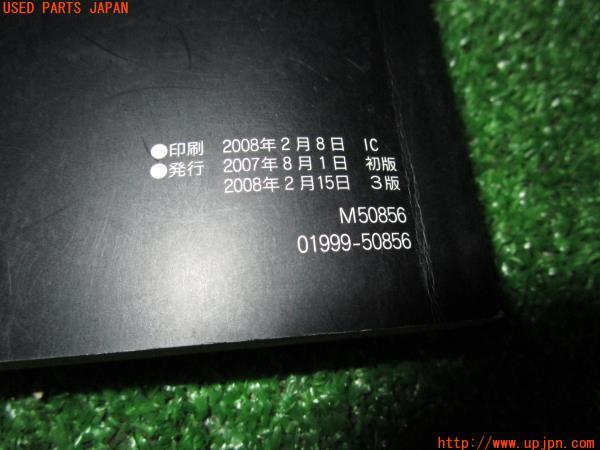 USED PARTS JAPAN
●印刷 2008年2月8日 IC
●発行 2007年8月1日 初版
2008年2月15日 3版
M50856
01999-50856
http://www.upjpn.com/